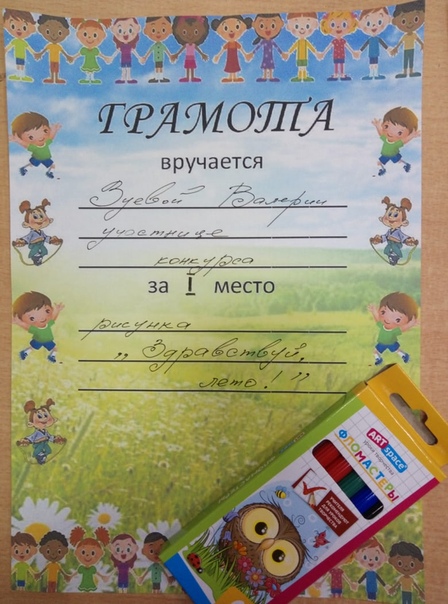 ГРАМОТА
вручается
Зуевой Валерии
участнице
конкурса
за I место
рисунка
„ Здравствуй,
лето! ”
ART space
ФЛОМАСТЕРЫ